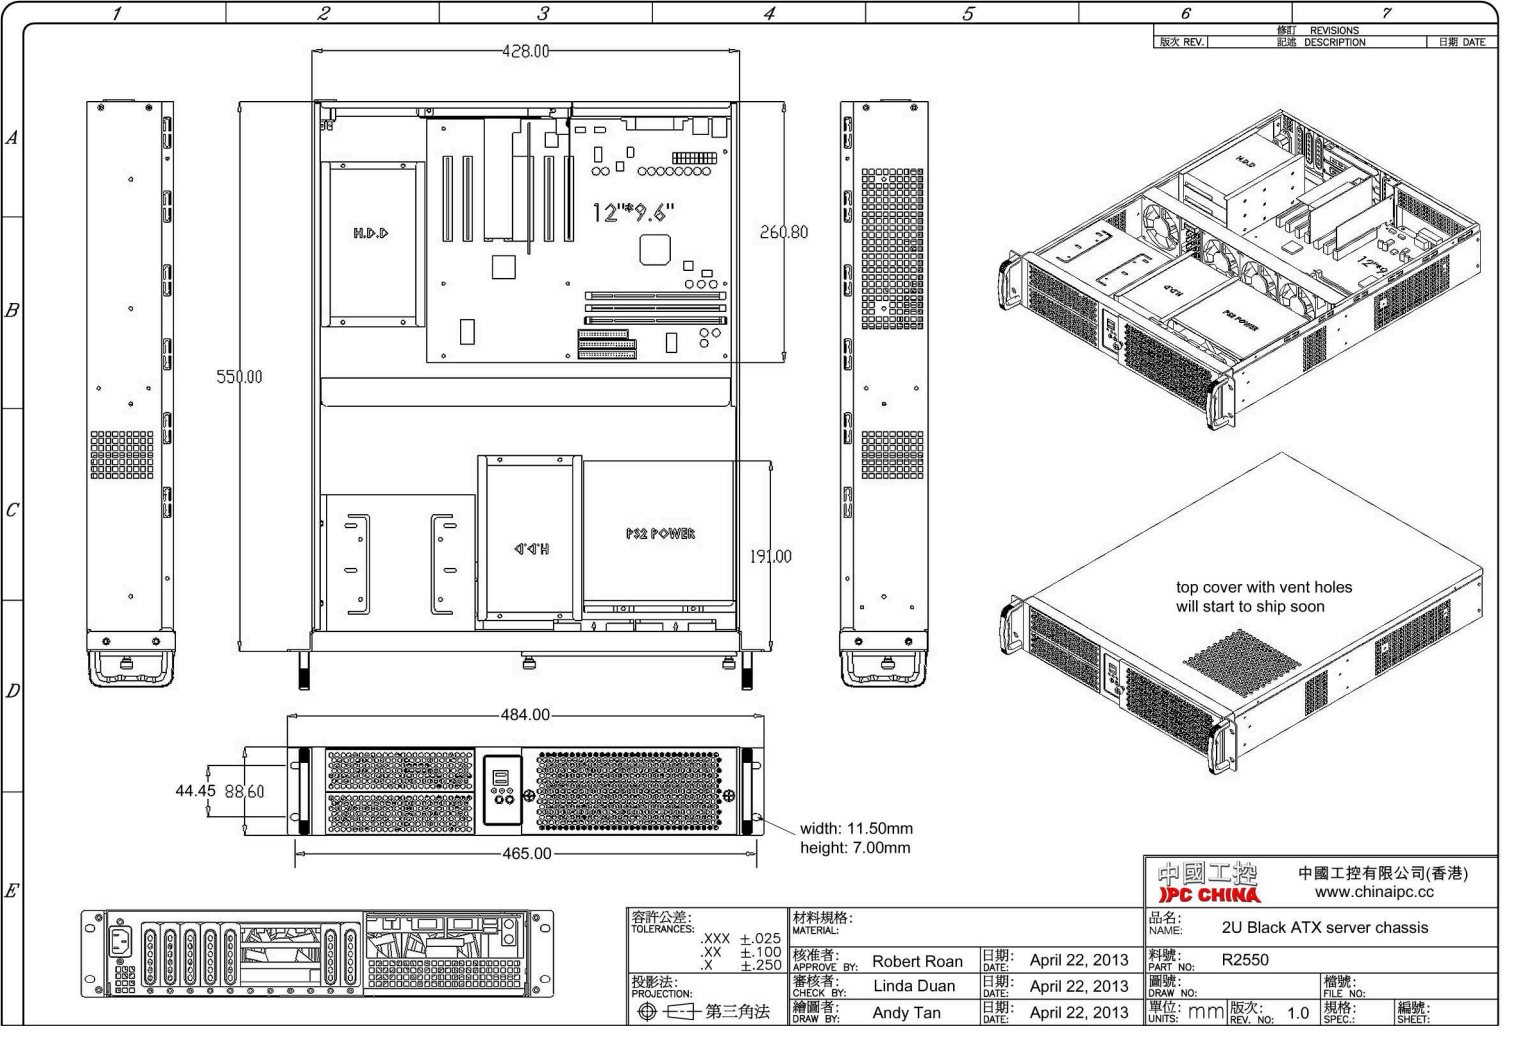 1 2 3 4 5 6 7
修訂 REVISIONS
版次 REV. 記述 DESCRIPTION 日期 DATE
A
B
C
D
E
428.00
550.00
260.80
191.00
H.D.D
12"*9.6"
H.D.D
PS2 POWER
H.D.D
12"*9
H.D.D
PS2 POWER
top cover with vent holes
will start to ship soon
484.00
44.45 88.60
465.00
width: 11.50mm
height: 7.00mm
中國工控
IPC CHINA
中國工控有限公司(香港)
www.chinaipc.cc
容許公差:
TOLERANCES:
.XXX ±.025
.XX ±.100
.X ±.250
投影法:
PROJECTION:
第三角法
材料規格:
MATERIAL:
核准者:
APPROVE BY: Robert Roan 日期: DATE: April 22, 2013
審核者:
CHECK BY: Linda Duan 日期: DATE: April 22, 2013
繪圖者:
DRAW BY: Andy Tan 日期: DATE: April 22, 2013
品名:
NAME: 2U Black ATX server chassis
料號:
PART NO: R2550
圖號:
DRAW NO:
檔號:
FILE NO:
單位:
UNITS: mm
版次:
REV. NO: 1.0
規格:
SPEC.:
編號:
SHEET: